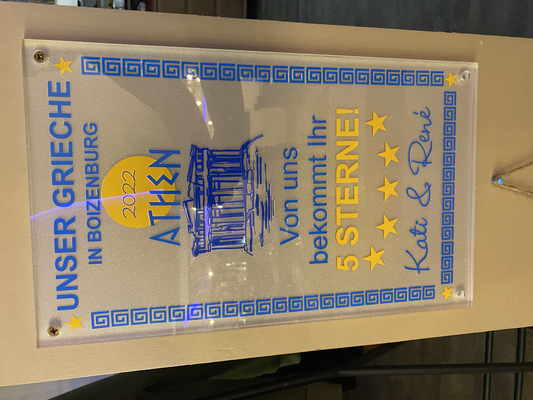 UNSER GRIECHE
IN BOIZENBURG
2022
ATHEN
Von uns
bekommt Ihr
5 STERNE!
Kati & René